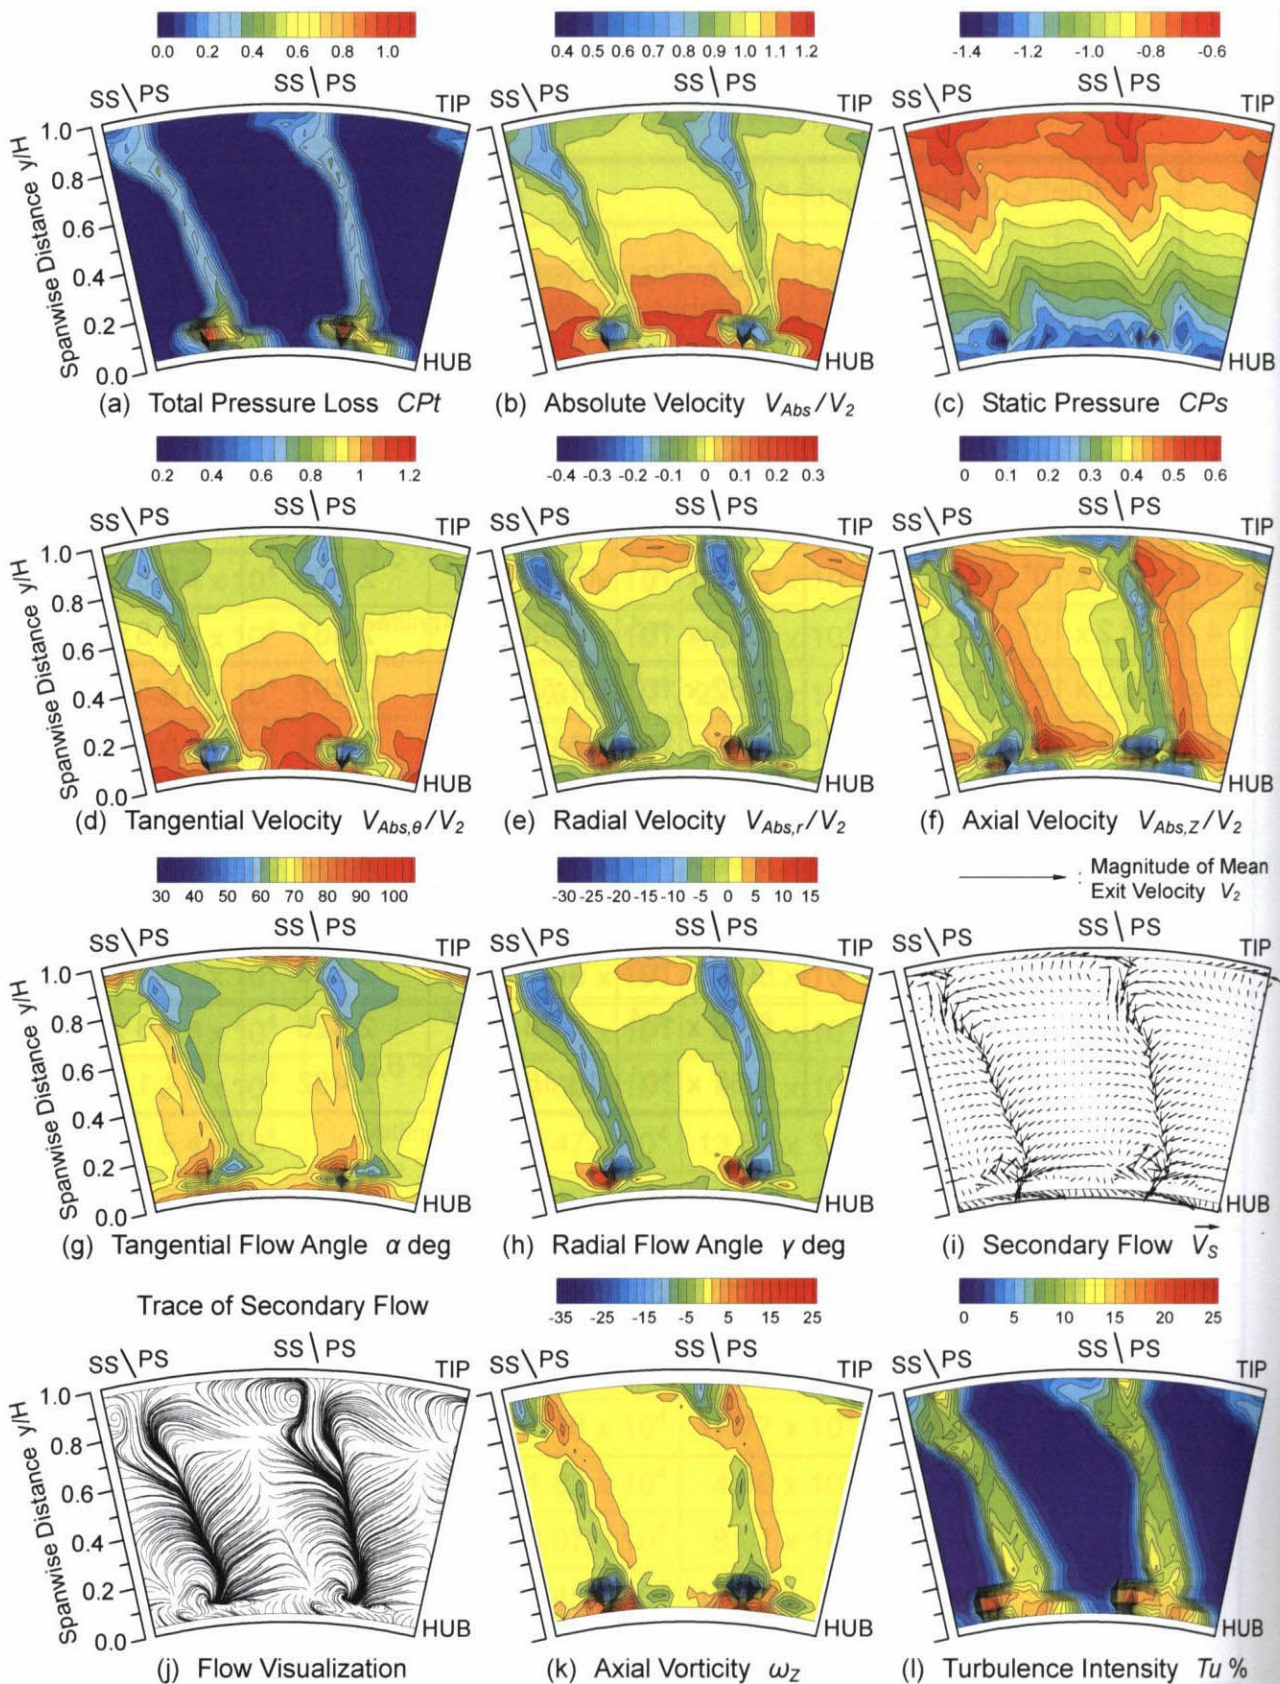 0.0 0.2 0.4 0.6 0.8 1.0
0.4 0.5 0.6 0.7 0.8 0.9 1.0 1.1 1.2
-1.4 -1.2 -1.0 -0.8 -0.6
SS \ PS SS \ PS TIP
SS \ PS SS \ PS TIP
SS \ PS SS \ PS TIP
Spanwise Distance y/H
1.0
0.8
0.6
0.4
0.2
0.0
HUB HUB HUB
(a) Total Pressure Loss CPt
(b) Absolute Velocity V_Abs/V_2
(c) Static Pressure CPs
0.2 0.4 0.6 0.8 1 1.2
-0.4 -0.3 -0.2 -0.1 0 0.1 0.2 0.3
0 0.1 0.2 0.3 0.4 0.5 0.6
SS \ PS SS \ PS TIP
SS \ PS SS \ PS TIP
SS \ PS SS \ PS TIP
Spanwise Distance y/H
1.0
0.8
0.6
0.4
0.2
0.0
HUB HUB HUB
(d) Tangential Velocity V_Abs,θ/V_2
(e) Radial Velocity V_Abs,r/V_2
(f) Axial Velocity V_Abs,Z/V_2
30 40 50 60 70 80 90 100
-30 -25 -20 -15 -10 -5 0 5 10 15
Magnitude of Mean
Exit Velocity V_2
SS \ PS SS \ PS TIP
SS \ PS SS \ PS TIP
SS \ PS SS \ PS TIP
Spanwise Distance y/H
1.0
0.8
0.6
0.4
0.2
0.0
HUB HUB HUB
(g) Tangential Flow Angle α deg
(h) Radial Flow Angle γ deg
(i) Secondary Flow V_S
Trace of Secondary Flow
-35 -25 -15 -5 5 15 25
0 5 10 15 20 25
SS \ PS SS \ PS TIP
SS \ PS SS \ PS TIP
SS \ PS SS \ PS TIP
Spanwise Distance y/H
1.0
0.8
0.6
0.4
0.2
0.0
HUB HUB HUB
(j) Flow Visualization
(k) Axial Vorticity ω_Z
(l) Turbulence Intensity Tu %